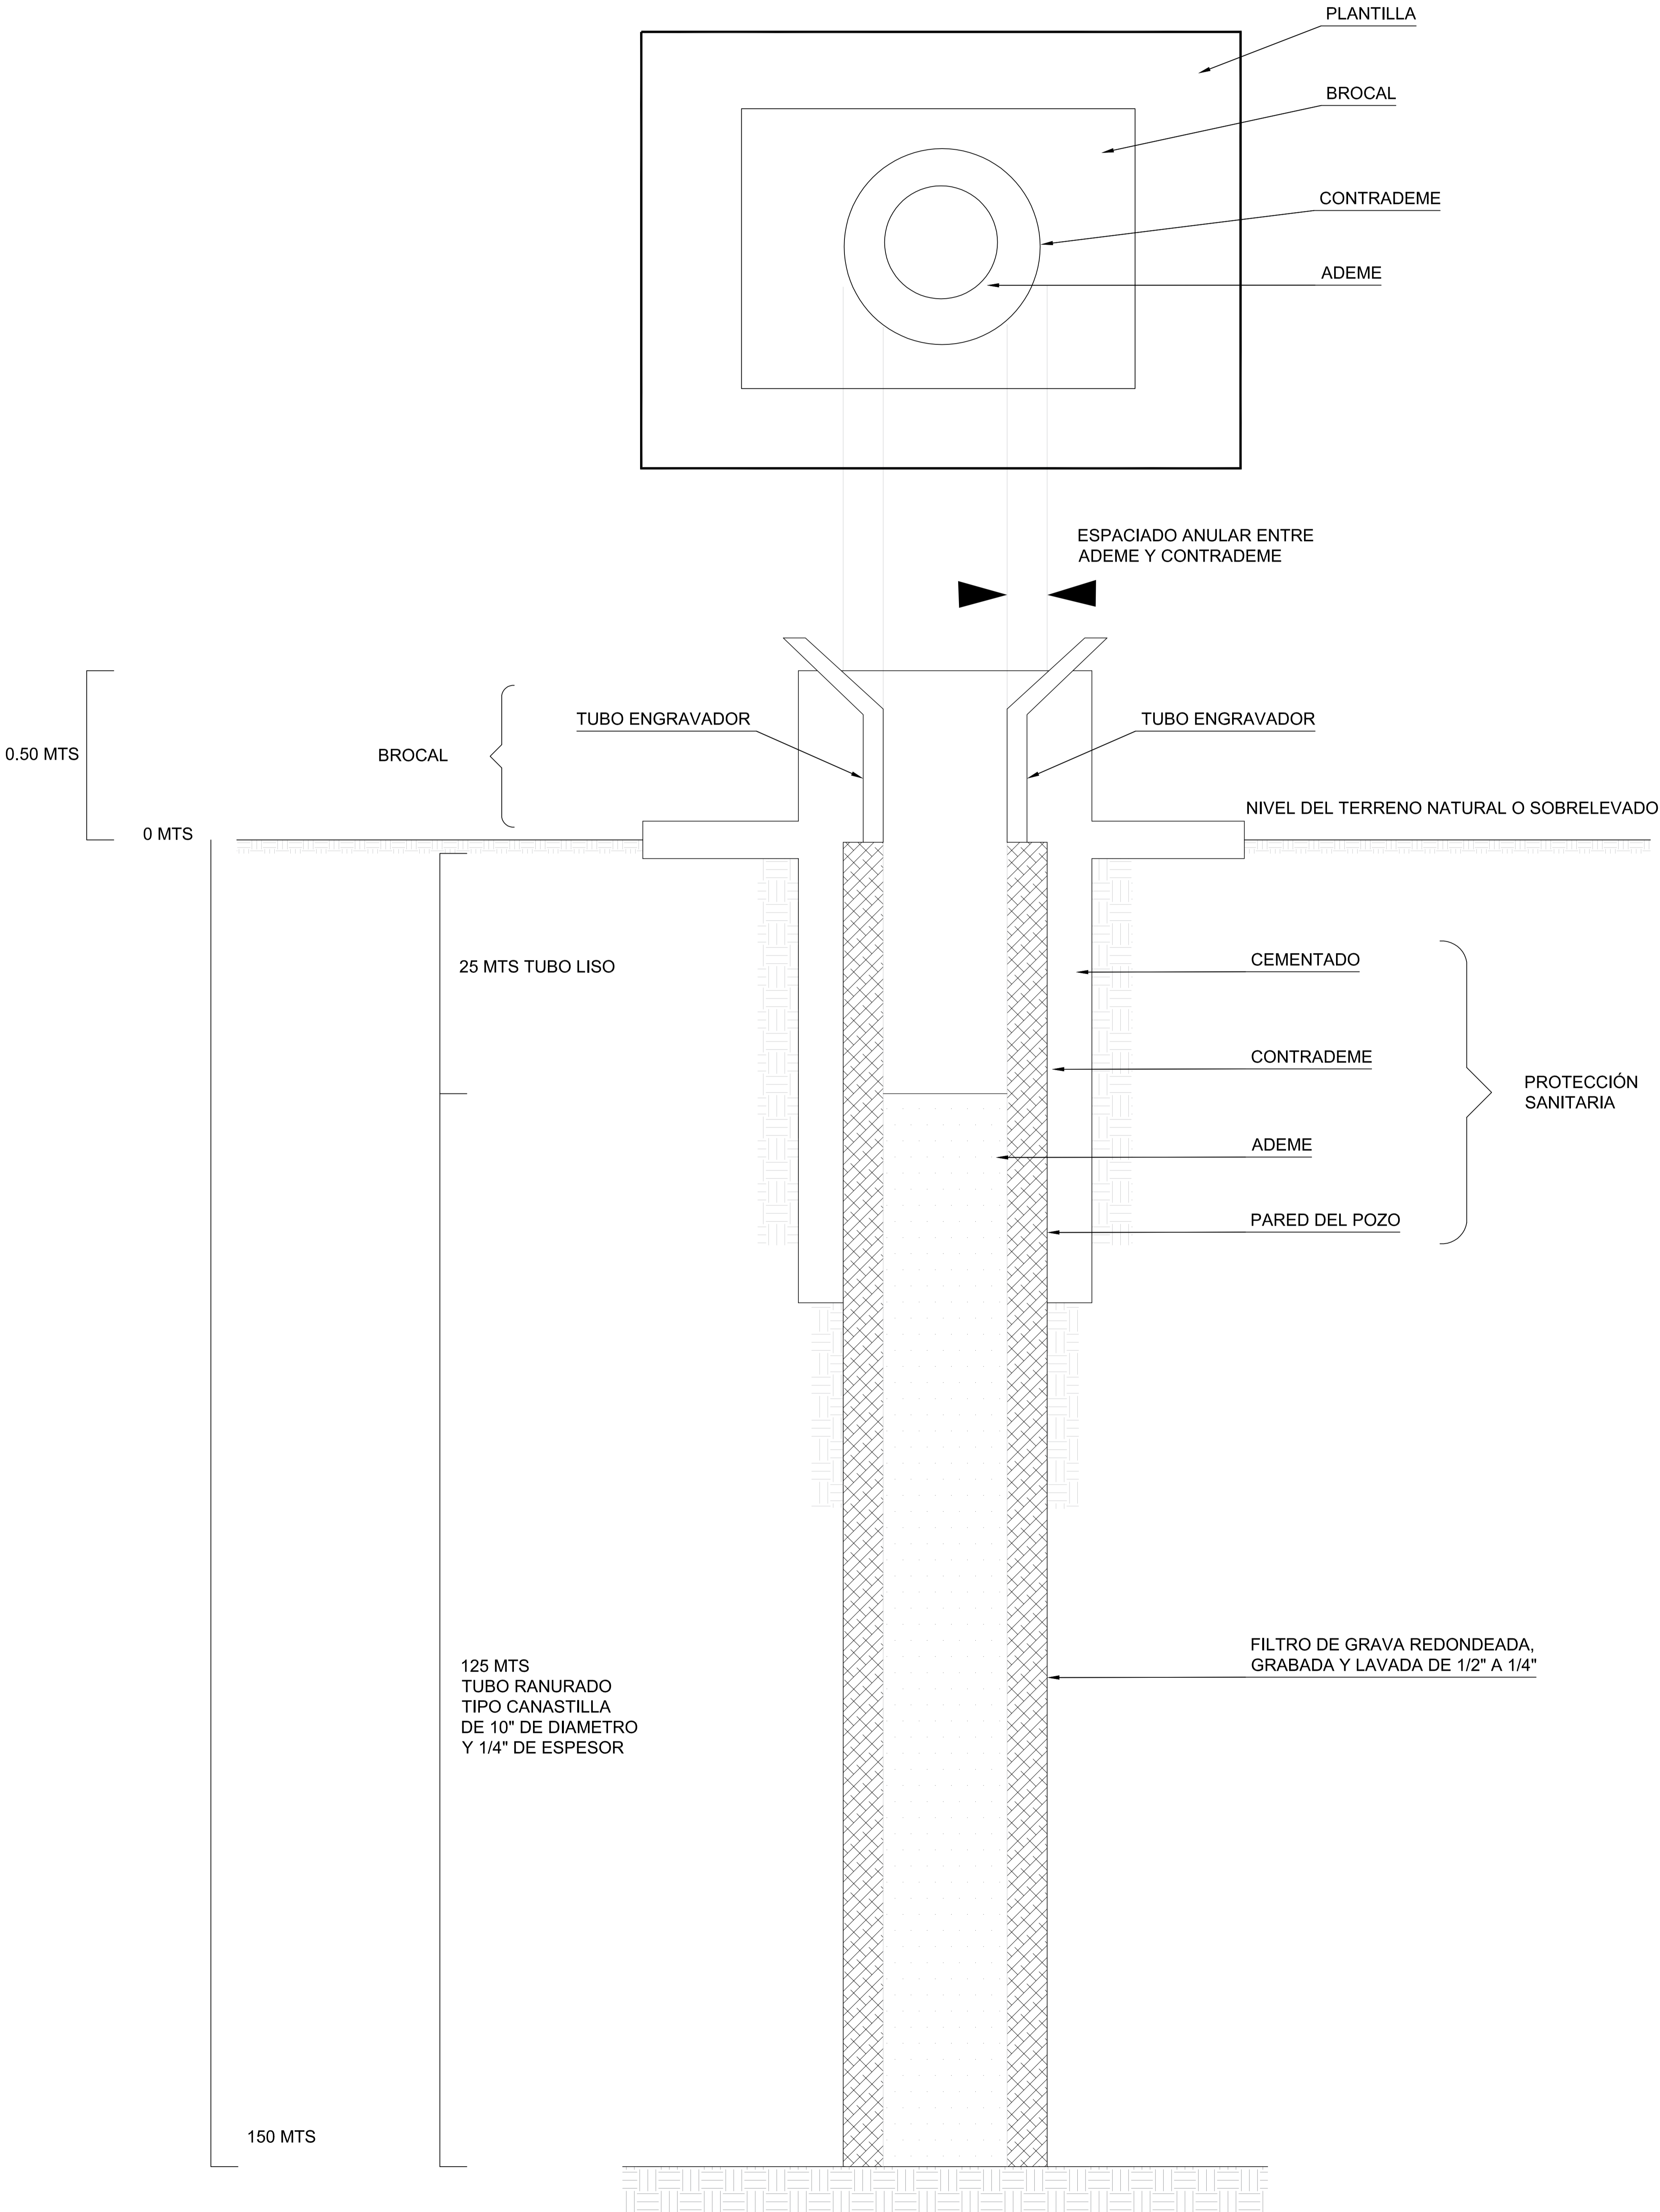 PLANTILLA
BROCAL
CONTRADEME
ADEME
ESPACIADO ANULAR ENTRE
ADEME Y CONTRADEME
TUBO ENGRAVADOR
TUBO ENGRAVADOR
0.50 MTS
BROCAL
NIVEL DEL TERRENO NATURAL O SOBRELEVADO
0 MTS
25 MTS TUBO LISO
CEMENTADO
CONTRADEME
PROTECCIÓN
SANITARIA
ADEME
PARED DEL POZO
FILTRO DE GRAVA REDONDEADA,
GRABADA Y LAVADA DE 1/2" A 1/4"
125 MTS
TUBO RANURADO
TIPO CANASTILLA
DE 10" DE DIAMETRO
Y 1/4" DE ESPESOR
150 MTS